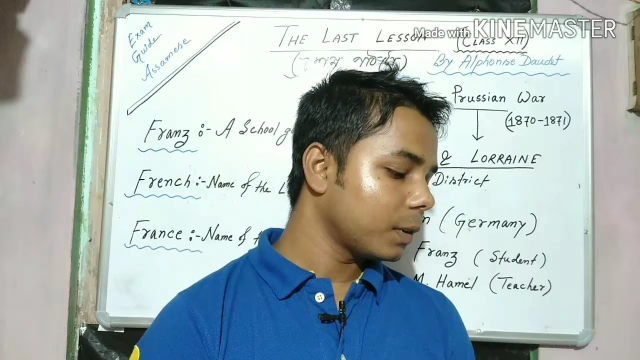 Made with KINEMASTER
Exam
Guide
Assamese
THE LAST LESSON (CLASS XII)
By Alphonse Daudt
Prussian War
(1870-1871)
Franz :- A School
& LORRAINE
French :- Name of the
District
(Germany)
France :- Name of
Franz (Student)
M. Hamel (Teacher)